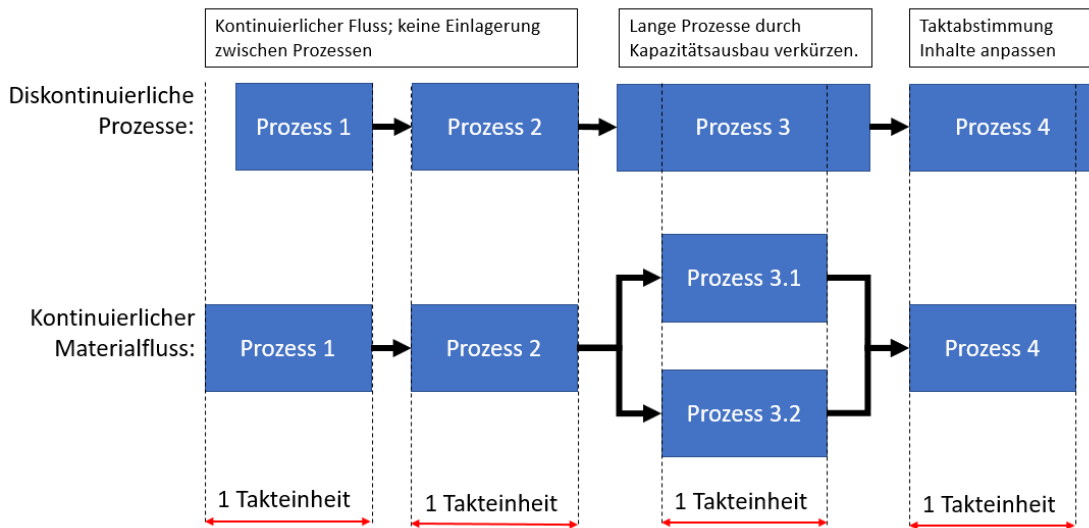 Kontinuierlicher Fluss; keine Einlagerung
zwischen Prozessen
Lange Prozesse durch
Kapazitätsausbau verkürzen.
Taktabstimmung
Inhalte anpassen
Diskontinuierliche
Prozesse:
Prozess 1
Prozess 2
Prozess 3
Prozess 4
Kontinuierlicher
Materialfluss:
Prozess 1
Prozess 2
Prozess 3.1
Prozess 3.2
Prozess 4
1 Takteinheit
1 Takteinheit
1 Takteinheit
1 Takteinheit